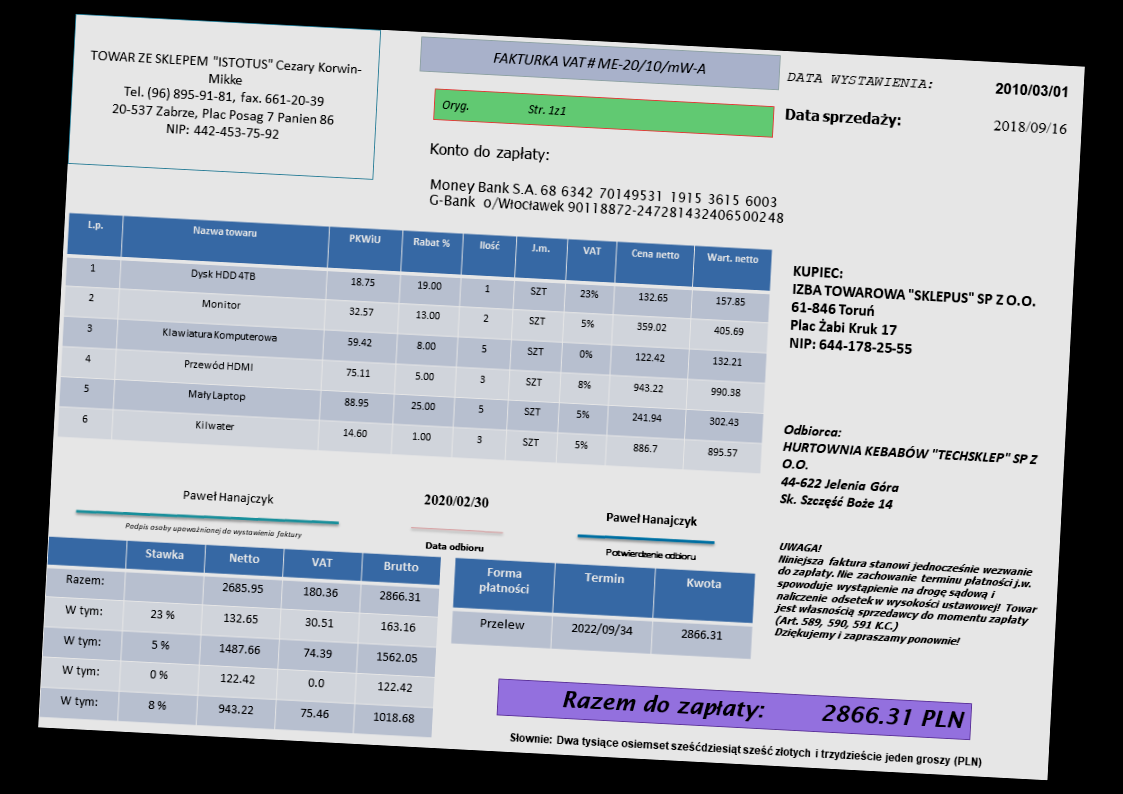 TOWAR ZE SKLEPEM "ISTOTUS" Cezary Korwin-
Mikke
Tel. (96) 895-91-81, fax. 661-20-39
20-537 Zabrze, Plac Posag 7 Panien 86
NIP: 442-453-75-92
FAKTURKA VAT # ME-20/10/mW-A
Oryg. Str. 1z1
DATA WYSTAWIENIA: 2010/03/01
Data sprzedaży: 2018/09/16
Konto do zapłaty:
Money Bank S.A. 68 6342 70149531 1915 3615 6003
G-Bank o/Włocławek 90118872-247281432406500248
L.p. Nazwa towaru PKWiU Rabat % Ilość J.m. VAT Cena netto Wart. netto
1 Dysk HDD 4TB 18.75 19.00 1 SZT 23% 132.65 157.85
2 Monitor 32.57 13.00 2 SZT 5% 359.02 405.69
3 Klawiatura Komputerowa 59.42 8.00 5 SZT 0% 122.42 132.21
4 Przewód HDMI 75.11 5.00 3 SZT 8% 943.22 990.38
5 Mały Laptop 88.95 25.00 5 SZT 5% 241.94 302.43
6 Kilwater 14.60 1.00 3 SZT 5% 886.7 895.57
KUPIEC:
IZBA TOWAROWA "SKLEPUS" SP Z O.O.
61-846 Toruń
Plac Żabi Kruk 17
NIP: 644-178-25-55
Odbiorca:
HURTOWNIA KEBABÓW "TECHSKLEP" SP Z
O.O.
44-622 Jelenia Góra
Sk. Szczęść Boże 14
Paweł Hanajczyk
Podpis osoby upoważnionej do wystawienia faktury
2020/02/30
Data odbioru
Paweł Hanajczyk
Potwierdzenie odbioru
UWAGA!
Niniejsza faktura stanowi jednocześnie wezwanie
do zapłaty. Nie zachowanie terminu płatności j.w.
spowoduje wystąpienie na drogę sądową i
naliczenie odsetek w wysokości ustawowej! Towar
jest własnością sprzedawcy do momentu zapłaty
(Art. 589, 590, 591 K.C.)
Dziękujemy i zapraszamy ponownie!
Stawka Netto VAT Brutto
Razem: 2685.95 180.36 2866.31
W tym: 23 % 132.65 30.51 163.16
W tym: 5 % 1487.66 74.39 1562.05
W tym: 0 % 122.42 0.0 122.42
W tym: 8 % 943.22 75.46 1018.68
Forma płatności Termin Kwota
Przelew 2022/09/34 2866.31
Razem do zapłaty: 2866.31 PLN
Słownie: Dwa tysiące osiemset sześćdziesiąt sześć złotych i trzydzieście jeden groszy (PLN)